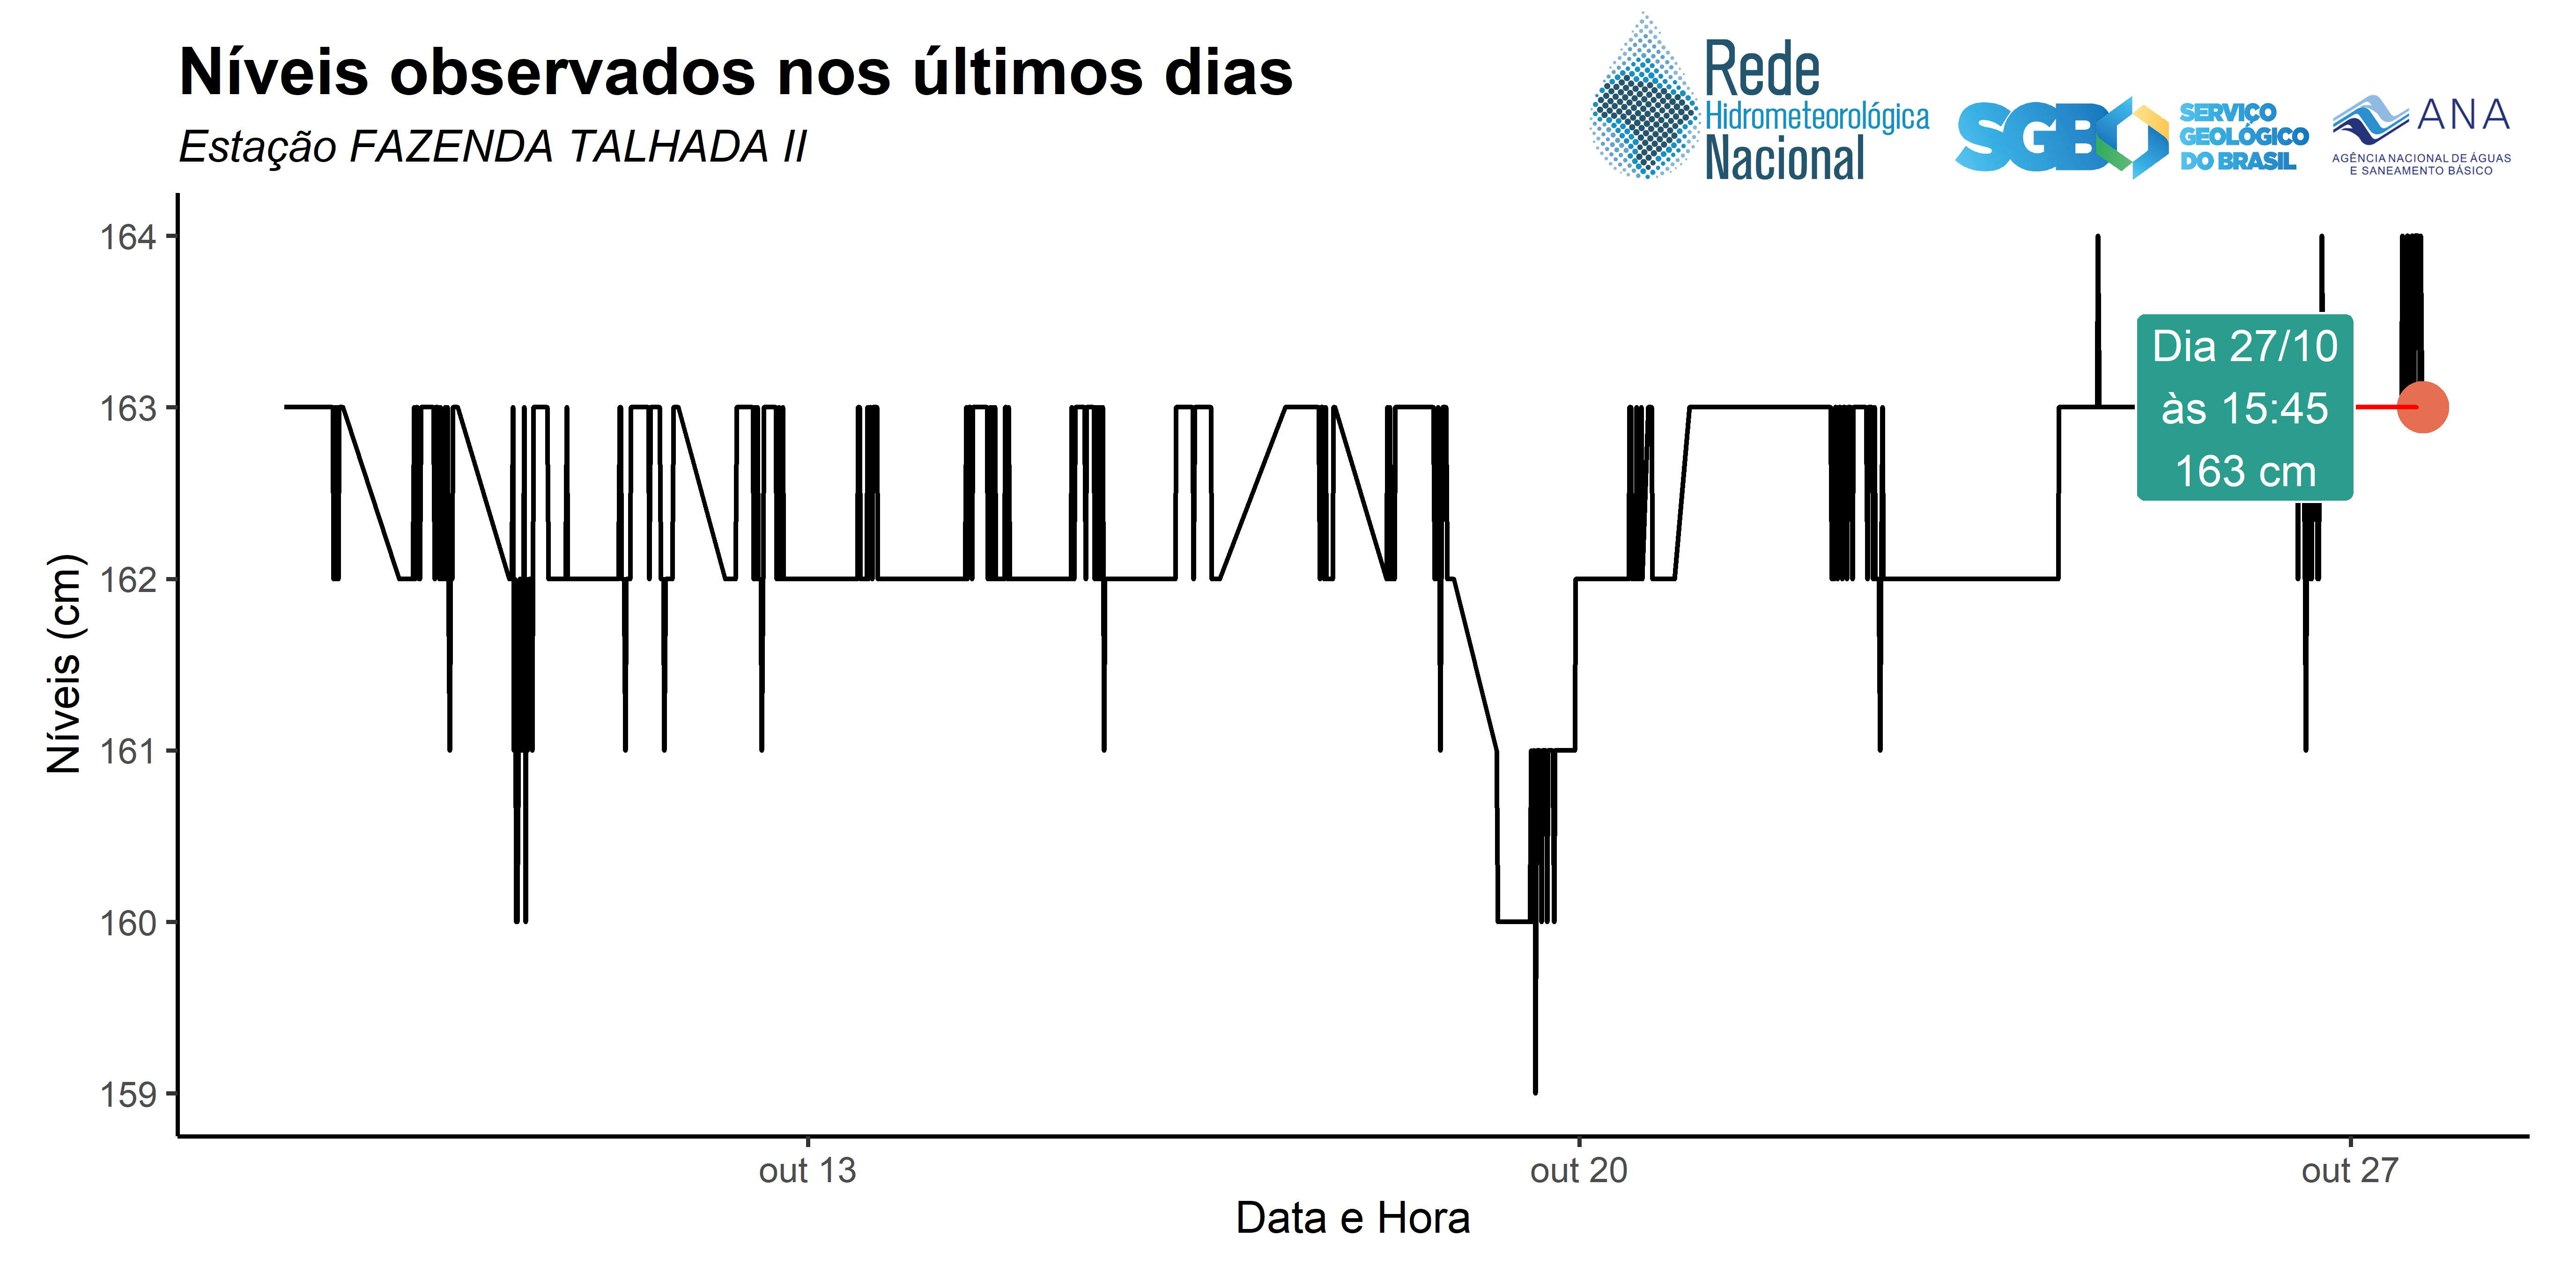 Níveis observados nos últimos dias
Estação FAZENDA TALHADA II
Rede
Hidrometeorológica
Nacional
SGB
SERVIÇO
GEOLÓGICO
DO BRASIL
ANA
AGÊNCIA NACIONAL DE ÁGUAS
E SANEAMENTO BÁSICO
164
163
162
161
160
159
Níveis (cm)
Dia 27/10
às 15:45
163 cm
out 13
out 20
out 27
Data e Hora